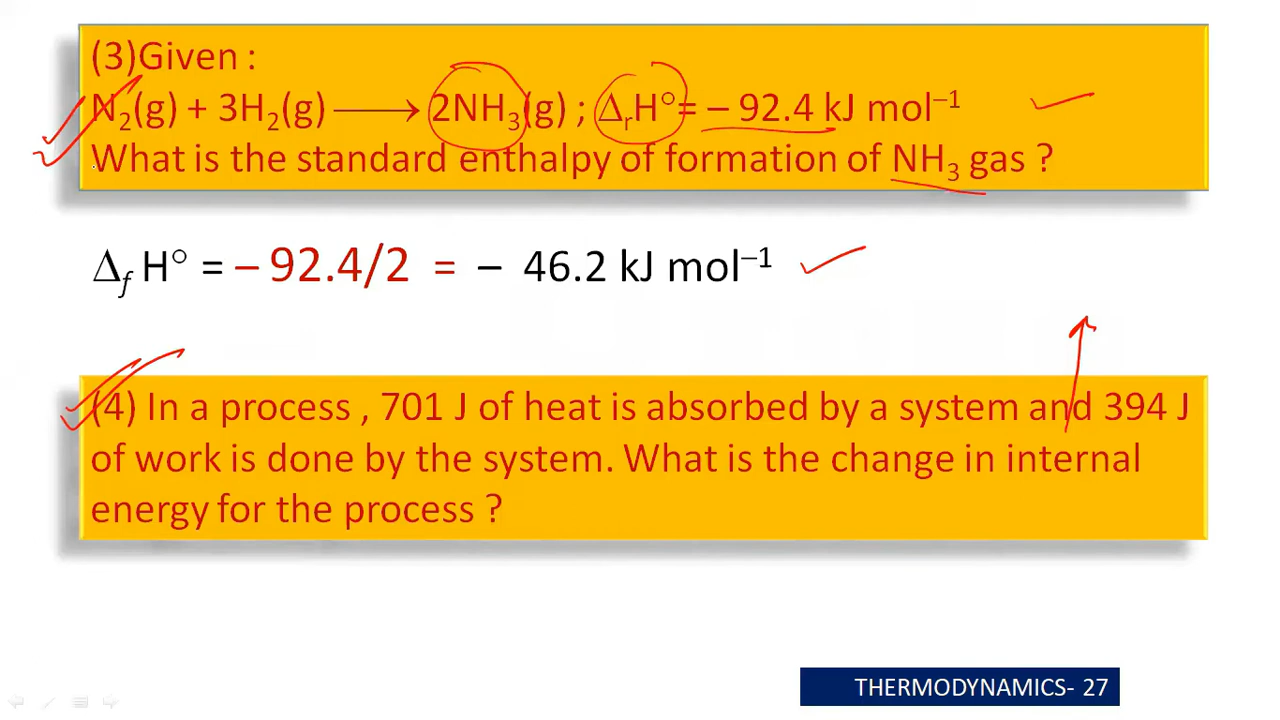 (3)Given :
N₂(g) + 3H₂(g) ⟶ 2NH₃(g) ; ΔᵣH°= – 92.4 kJ mol⁻¹
What is the standard enthalpy of formation of NH₃ gas ?
Δf H° = – 92.4/2 = – 46.2 kJ mol⁻¹
(4) In a process , 701 J of heat is absorbed by a system and 394 J
of work is done by the system. What is the change in internal
energy for the process ?
THERMODYNAMICS- 27